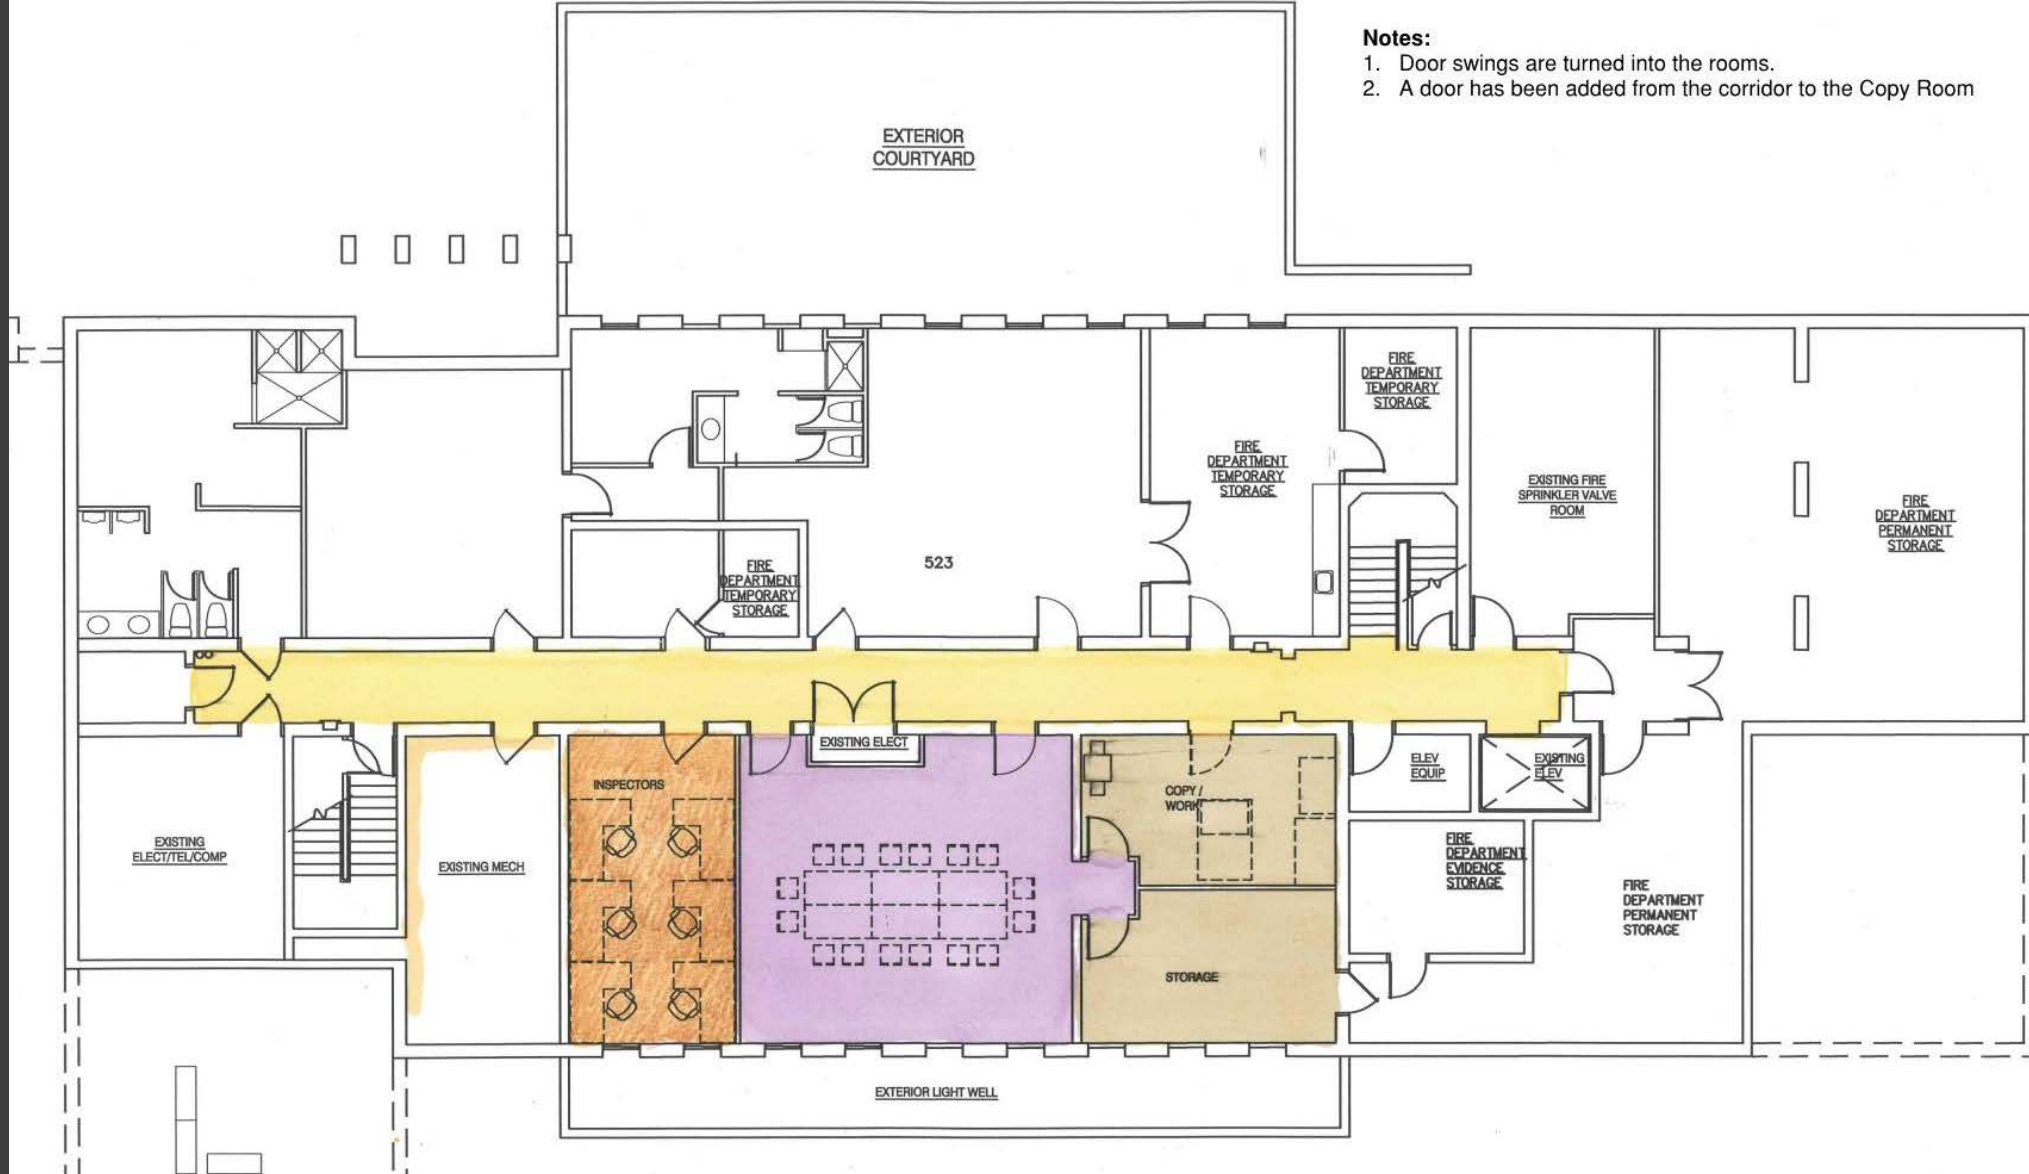 Notes:
1. Door swings are turned into the rooms.
2. A door has been added from the corridor to the Copy Room
EXTERIOR
COURTYARD
FIRE
DEPARTMENT
TEMPORARY
STORAGE
FIRE
DEPARTMENT
TEMPORARY
STORAGE
EXISTING FIRE
SPRINKLER VALVE
ROOM
FIRE
DEPARTMENT
PERMANENT
STORAGE
523
FIRE
DEPARTMENT
TEMPORARY
STORAGE
EXISTING ELECT
INSPECTORS
COPY /
WORK
ELEV
EQUIP
EXISTING
ELEV
EXISTING
ELECT/TEL/COMP
EXISTING MECH
FIRE
DEPARTMENT
EVIDENCE
STORAGE
FIRE
DEPARTMENT
PERMANENT
STORAGE
STORAGE
EXTERIOR LIGHT WELL